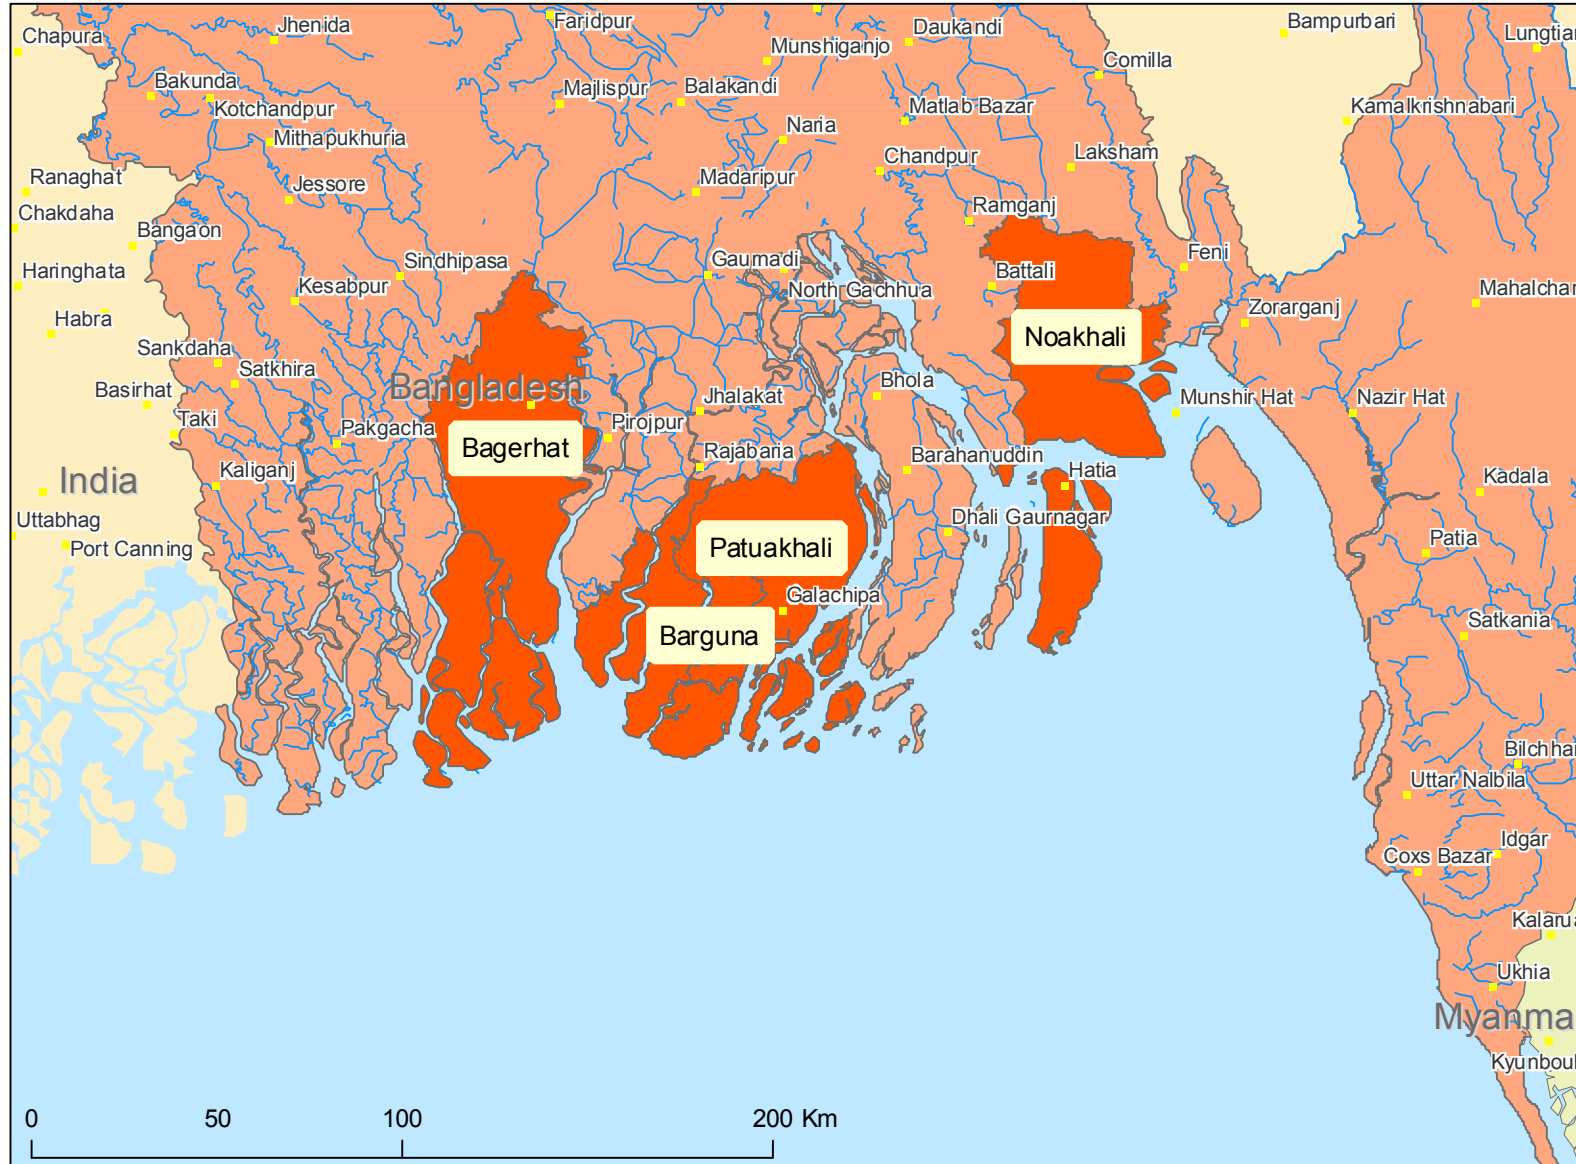 Faridpur
Daukandi
Bampurbari
Chapura
Jhenida
Munshiganjo
Lungtian
Comilla
Bakunda
Majlispur
Balakandi
Kotchandpur
Matlab Bazar
Kamalkrishnabari
Mithapukhuria
Naria
Chandpur
Laksham
Ranaghat
Jessore
Madaripur
Chakdaha
Ramganj
Bangaon
Haringhata
Sindhipasa
Gaurnadi
Battali
Feni
Kesabpur
North Gachhua
Zorarganj
Mahalchar
Habra
Noakhali
Sankdaha
Satkhira
Basirhat
Bangladesh
Bhola
Jhalakat
Munshir Hat
Nazir Hat
Taki
Pakgacha
Pirojpur
Bagerhat
Rajabaria
Barahanuddin
Hatia
Kaliganj
India
Kadala
Uttabhag
Dhali Gaurnagar
Port Canning
Patuakhali
Patia
Galachipa
Barguna
Satkania
Bilchhar
Uttar Nalbila
Idgar
Coxs Bazar
Kalarua
Ukhia
Myanma
Kyunbouk
0 50 100 200 Km